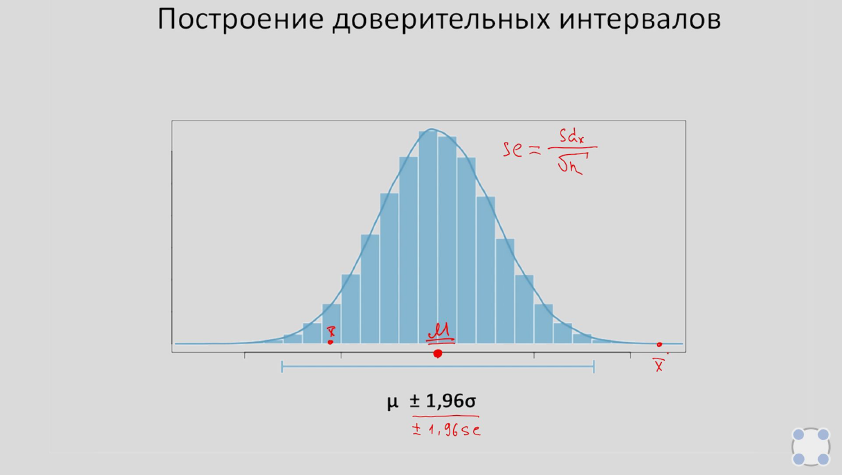 Построение доверительных интервалов
se = sdx / √n
x̄
M
x̄
μ ± 1,96σ
± 1,96se